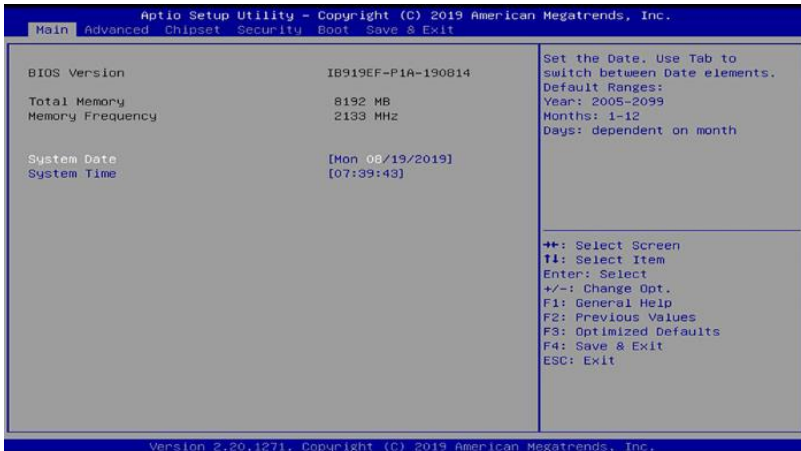 Aptio Setup Utility – Copyright (C) 2019 American Megatrends, Inc.
Main Advanced Chipset Security Boot Save & Exit
BIOS Version IB919EF-P1A-190814
Total Memory 8192 MB
Memory Frequency 2133 MHz
System Date [Mon 08/19/2019]
System Time [07:39:43]
Set the Date. Use Tab to
switch between Date elements.
Default Ranges:
Year: 2005-2099
Months: 1-12
Days: dependent on month
→←: Select Screen
↑↓: Select Item
Enter: Select
+/-: Change Opt.
F1: General Help
F2: Previous Values
F3: Optimized Defaults
F4: Save & Exit
ESC: Exit
Version 2.20.1271. Copyright (C) 2019 American Megatrends, Inc.